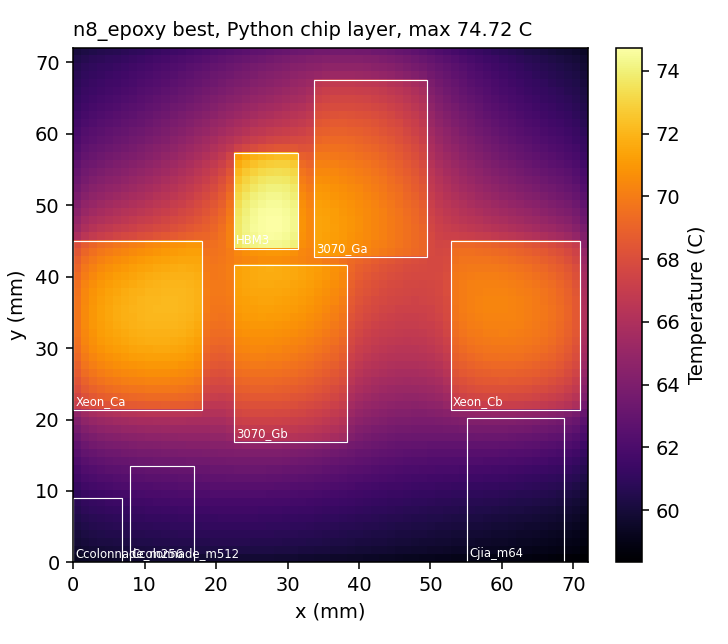 n8_epoxy best, Python chip layer, max 74.72 C
70
60
50
40
30
20
10
0
y (mm)
HBM3
3070_Ga
Xeon_Ca
Xeon_Cb
3070_Gb
Cjia_m64
0 10 20 30 40 50 60 70
x (mm)
74
72
70
68
66
64
62
60
Temperature (C)